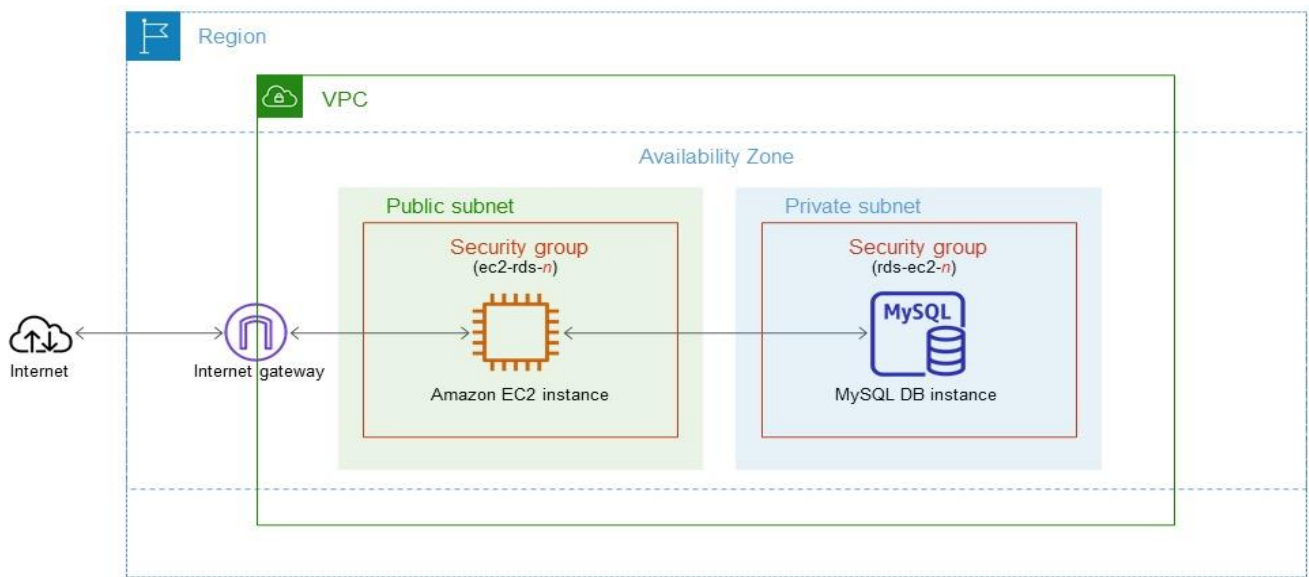 Region
VPC
Availability Zone
Public subnet
Private subnet
Security group
(ec2-rds-n)
Security group
(rds-ec2-n)
MySQL
Internet
Internet gateway
Amazon EC2 instance
MySQL DB instance